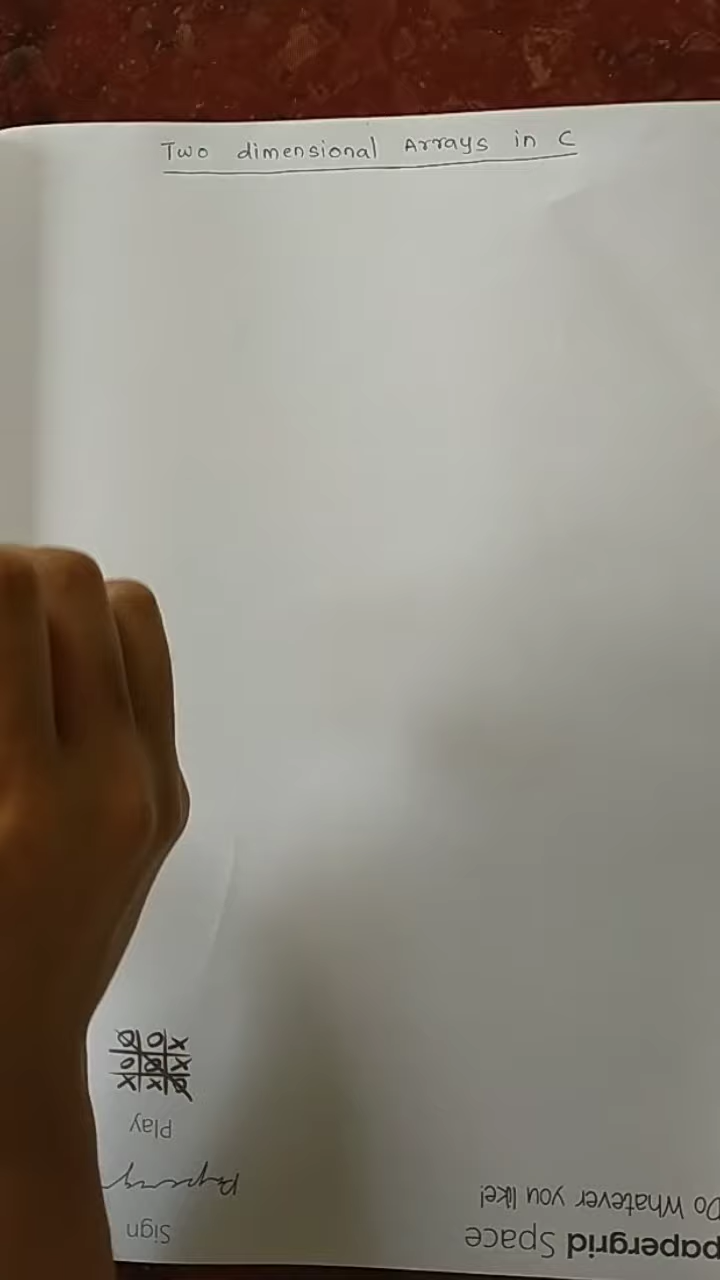 Two dimensional Arrays in C
Play
Sign
Do Whatever you like!
papergrid Space